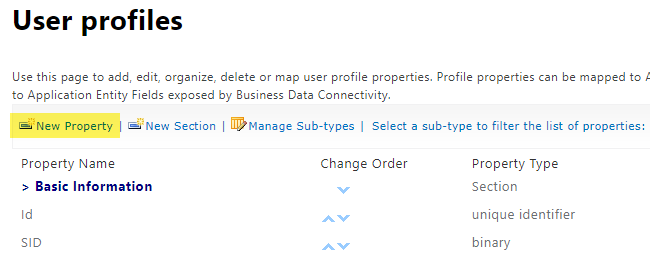 User profiles
Use this page to add, edit, organize, delete or map user profile properties. Profile properties can be mapped to
to Application Entity Fields exposed by Business Data Connectivity.
New Property | New Section | Manage Sub-types | Select a sub-type to filter the list of properties:
Property Name Change Order Property Type
> Basic Information Section
Id unique identifier
SID binary